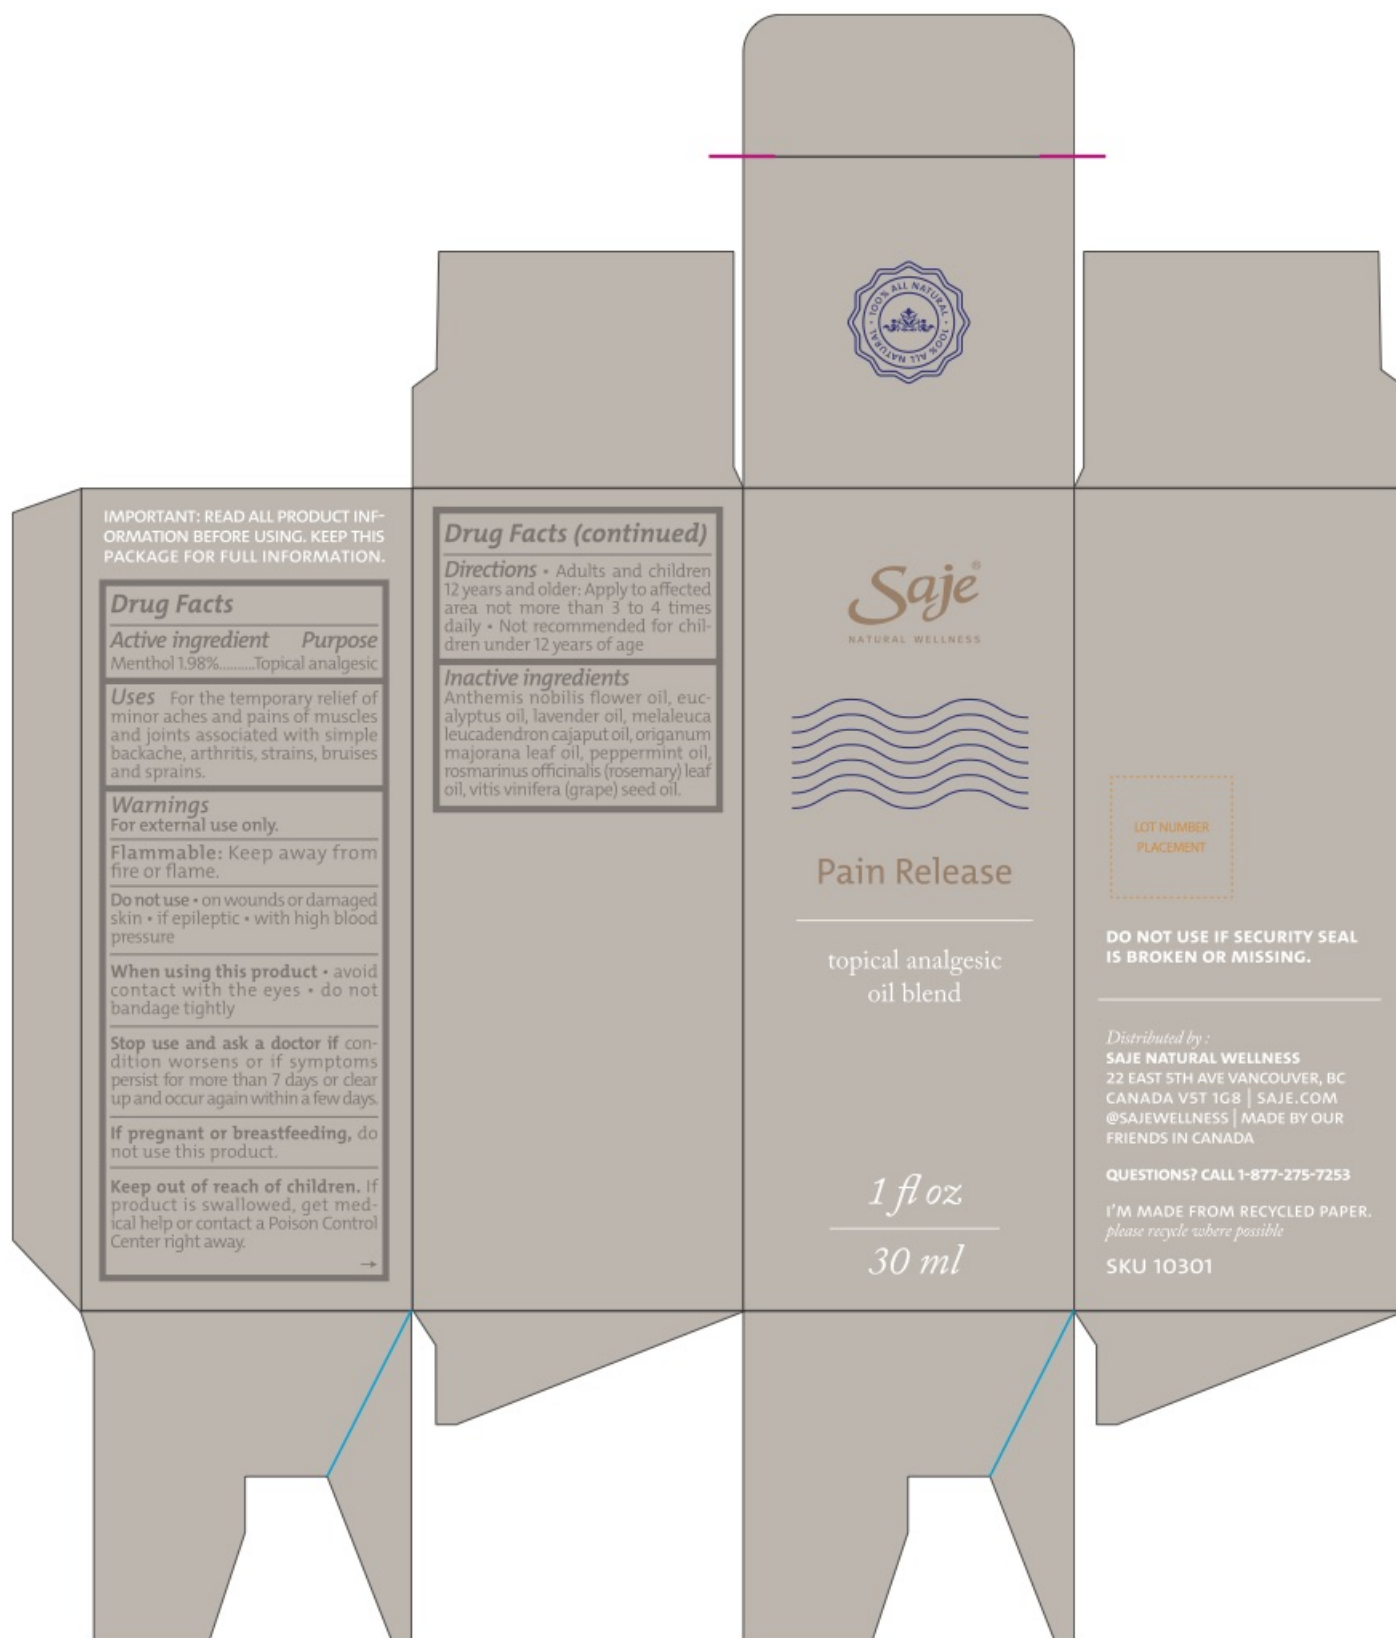 100% ALL NATURAL • 100% ALL NATURAL •
IMPORTANT: READ ALL PRODUCT INF-
ORMATION BEFORE USING. KEEP THIS
PACKAGE FOR FULL INFORMATION.
Drug Facts
Active ingredient Purpose
Menthol 1.98%..........Topical analgesic
Uses For the temporary relief of
minor aches and pains of muscles
and joints associated with simple
backache, arthritis, strains, bruises
and sprains.
Warnings
For external use only.
Flammable: Keep away from
fire or flame.
Do not use • on wounds or damaged
skin • if epileptic • with high blood
pressure
When using this product • avoid
contact with the eyes • do not
bandage tightly
Stop use and ask a doctor if con-
dition worsens or if symptoms
persist for more than 7 days or clear
up and occur again within a few days.
If pregnant or breastfeeding, do
not use this product.
Keep out of reach of children. If
product is swallowed, get med-
ical help or contact a Poison Control
Center right away.
→
Drug Facts (continued)
Directions • Adults and children
12 years and older: Apply to affected
area not more than 3 to 4 times
daily • Not recommended for chil-
dren under 12 years of age
Inactive ingredients
Anthemis nobilis flower oil, euc-
alyptus oil, lavender oil, melaleuca
leucadendron cajaput oil, origanum
majorana leaf oil, peppermint oil,
rosmarinus officinalis (rosemary) leaf
oil, vitis vinifera (grape) seed oil.
Saje®
NATURAL WELLNESS
Pain Release
topical analgesic
oil blend
1 fl oz
30 ml
LOT NUMBER
PLACEMENT
DO NOT USE IF SECURITY SEAL
IS BROKEN OR MISSING.
Distributed by :
SAJE NATURAL WELLNESS
22 EAST 5TH AVE VANCOUVER, BC
CANADA V5T 1G8 | SAJE.COM
@SAJEWELLNESS | MADE BY OUR
FRIENDS IN CANADA
QUESTIONS? CALL 1-877-275-7253
I'M MADE FROM RECYCLED PAPER.
please recycle where possible
SKU 10301